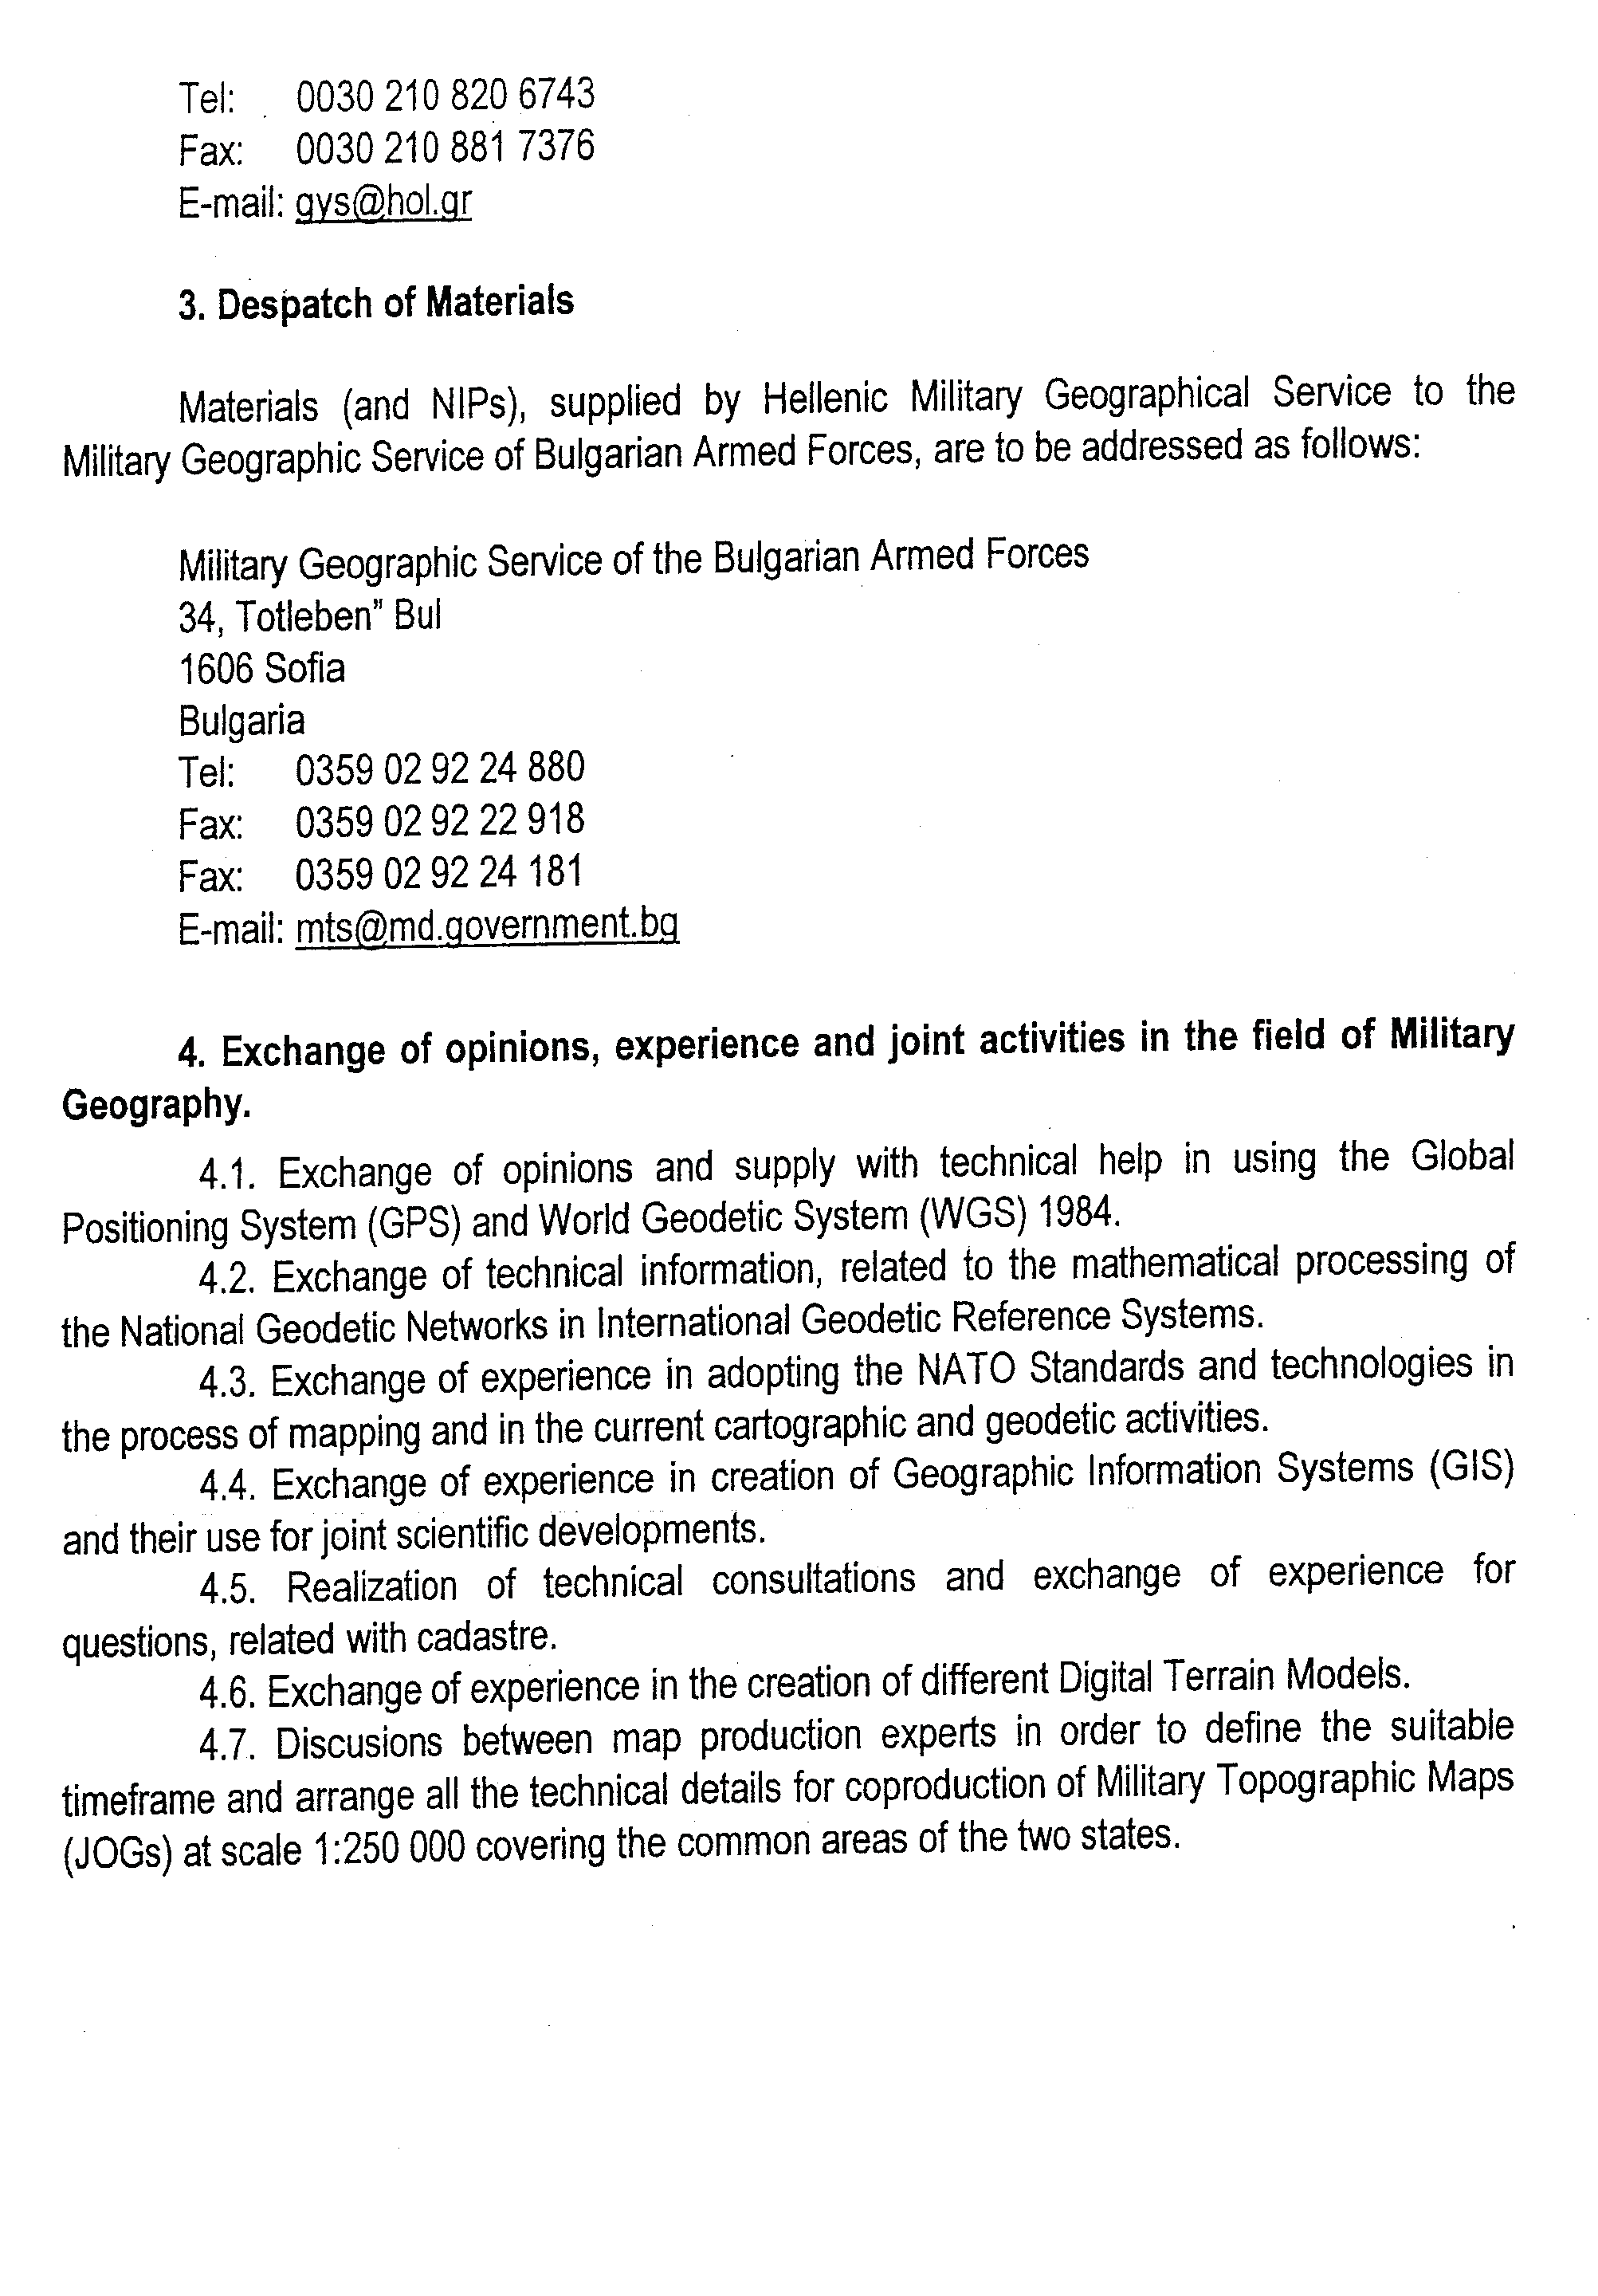 Tel: 0030 210 820 6743
Fax: 0030 210 881 7376
E-mail: gys@hol.gr
3. Despatch of Materials
Materials (and NIPs), supplied by Hellenic Military Geographical Service to the
Military Geographic Service of Bulgarian Armed Forces, are to be addressed as follows:
Military Geographic Service of the Bulgarian Armed Forces
34, Totleben” Bul
1606 Sofia
Bulgaria
Tel: 0359 02 92 24 880
Fax: 0359 02 92 22 918
Fax: 0359 02 92 24 181
E-mail: mts@md.government.bg
4. Exchange of opinions, experience and joint activities in the field of Military
Geography.
4.1. Exchange of opinions and supply with technical help in using the Global
Positioning System (GPS) and World Geodetic System (WGS) 1984.
4.2. Exchange of technical information, related to the mathematical processing of
the National Geodetic Networks in International Geodetic Reference Systems.
4.3. Exchange of experience in adopting the NATO Standards and technologies in
the process of mapping and in the current cartographic and geodetic activities.
4.4. Exchange of experience in creation of Geographic Information Systems (GIS)
and their use for joint scientific developments.
4.5. Realization of technical consultations and exchange of experience for
questions, related with cadastre.
4.6. Exchange of experience in the creation of different Digital Terrain Models.
4.7. Discusions between map production experts in order to define the suitable
timeframe and arrange all the technical details for coproduction of Military Topographic Maps
(JOGs) at scale 1:250 000 covering the common areas of the two states.